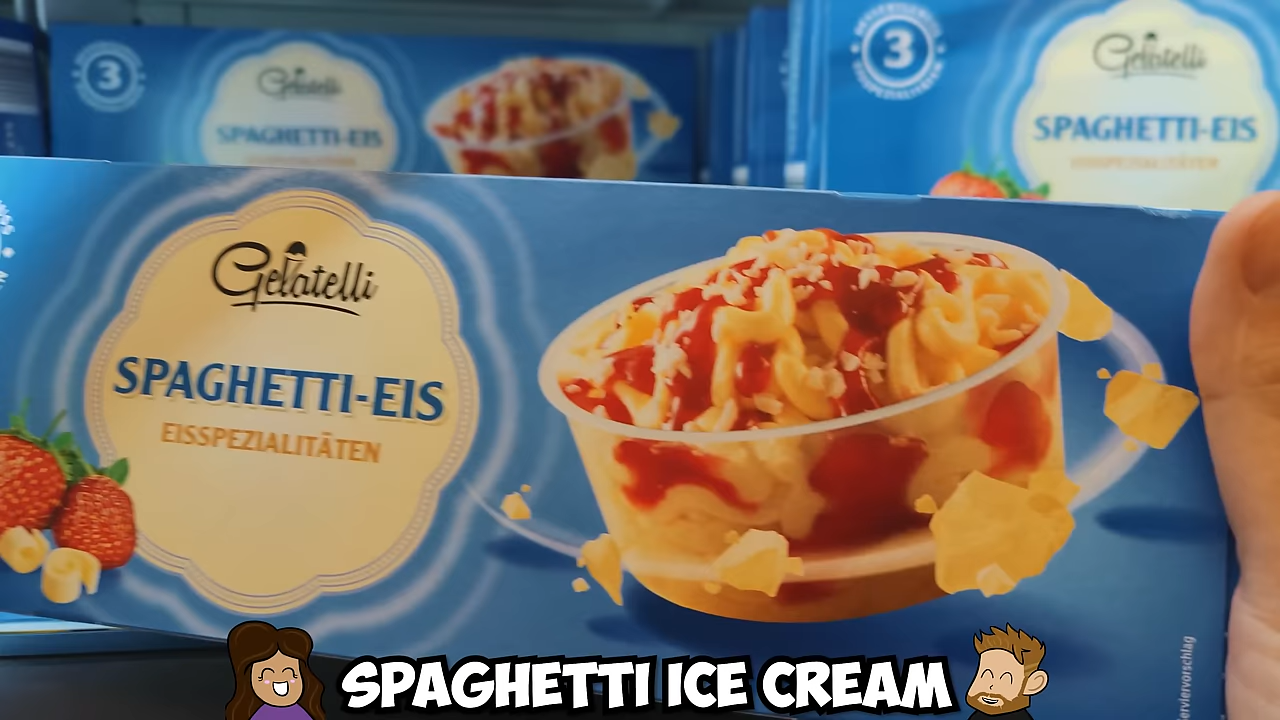 3
Gelatelli
SPAGHETTI-EIS
3
Gelatelli
SPAGHETTI-EIS
EISSPEZIALITÄTEN
Gelatelli
SPAGHETTI-EIS
EISSPEZIALITÄTEN
SPAGHETTI ICE CREAM